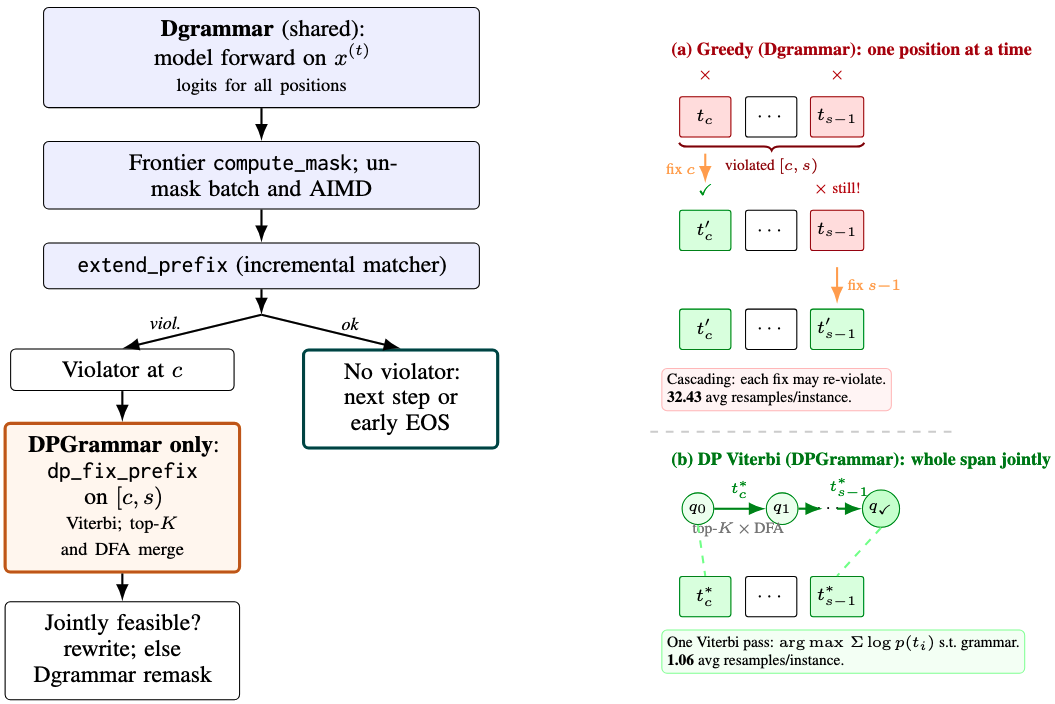 Dgrammar (shared):
model forward on x^(t)
logits for all positions
Frontier compute_mask; un-
mask batch and AIMD
extend_prefix (incremental matcher)
viol.
ok
Violator at c
No violator:
next step or
early EOS
DPGrammar only:
dp_fix_prefix
on [c, s)
Viterbi; top-K
and DFA merge
Jointly feasible?
rewrite; else
Dgrammar remask
(a) Greedy (Dgrammar): one position at a time
× ×
t_c ··· t_{s−1}
fix c
violated [c, s)
✓ × still!
t′_c ··· t_{s−1}
fix s−1
t′_c ··· t′_{s−1}
Cascading: each fix may re-violate.
32.43 avg resamples/instance.
(b) DP Viterbi (DPGrammar): whole span jointly
t*_c t*_{s−1}
q_0 q_1 ··· q_✓
top-K × DFA
t*_c ··· t*_{s−1}
One Viterbi pass: arg max Σ log p(t_i) s.t. grammar.
1.06 avg resamples/instance.